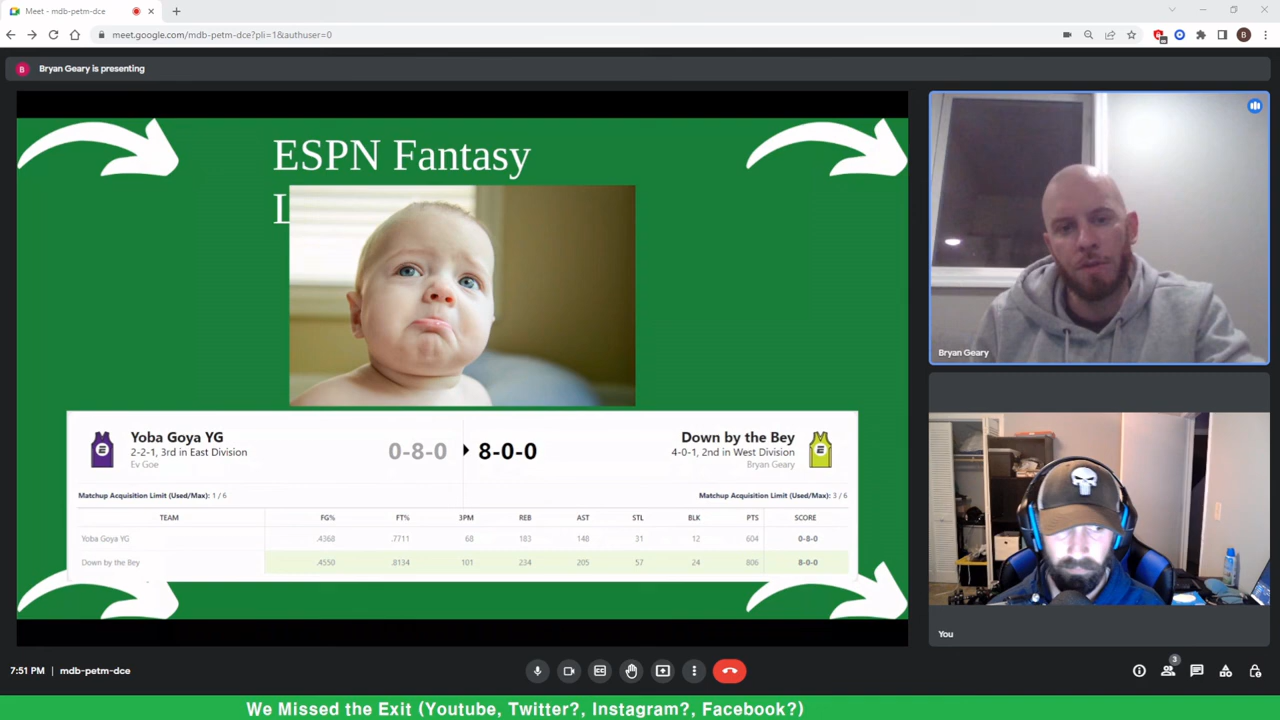 Meet - mdb-petm-dce
meet.google.com/mdb-petm-dce?pli=1&authuser=0
B
B
Bryan Geary is presenting
ESPN Fantasy
L
Bryan Geary
Yoba Goya YG
2-2-1, 3rd in East Division
Ev Goe
0-8-0
8-0-0
Down by the Bey
4-0-1, 2nd in West Division
Bryan Geary
Matchup Acquisition Limit (Used/Max): 1 / 6
Matchup Acquisition Limit (Used/Max): 3 / 6
TEAM FG% FT% 3PM REB AST STL BLK PTS SCORE
Yoba Goya YG .4368 .7711 68 183 148 31 12 604 0-8-0
Down by the Bey .4550 .8134 101 234 205 57 24 806 8-0-0
You
7:51 PM | mdb-petm-dce
3
We Missed the Exit (Youtube, Twitter?, Instagram?, Facebook?)